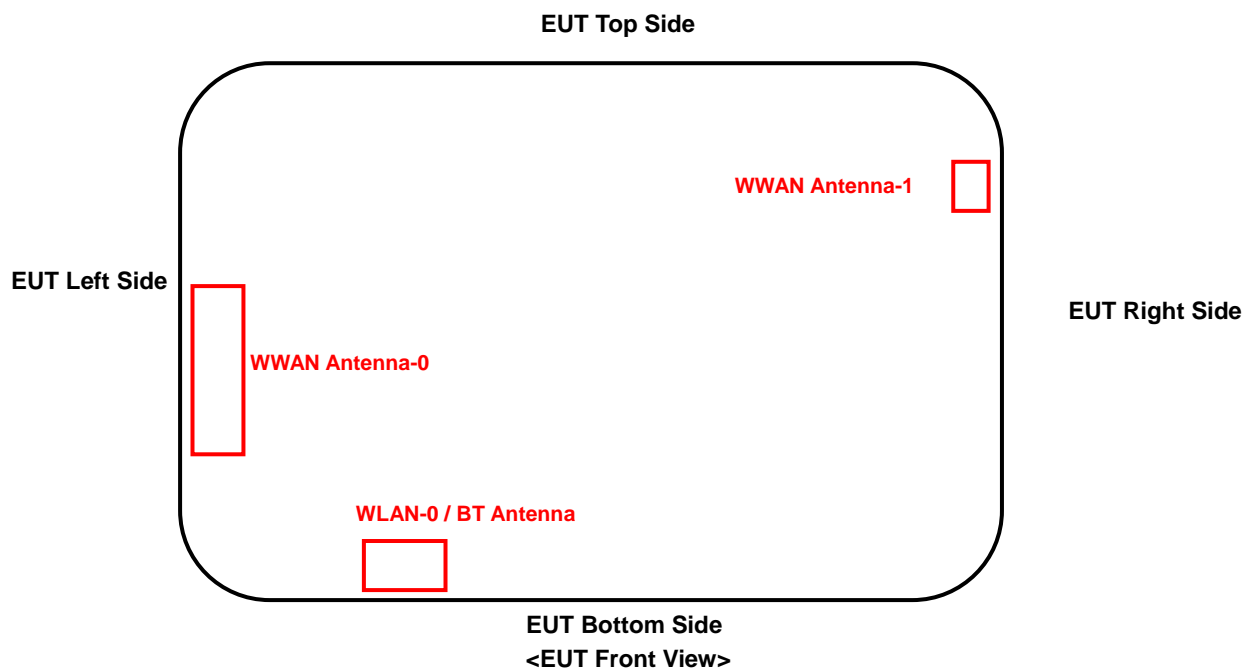 EUT Top Side
WWAN Antenna-1
EUT Left Side
EUT Right Side
WWAN Antenna-0
WLAN-0 / BT Antenna
EUT Bottom Side
<EUT Front View>